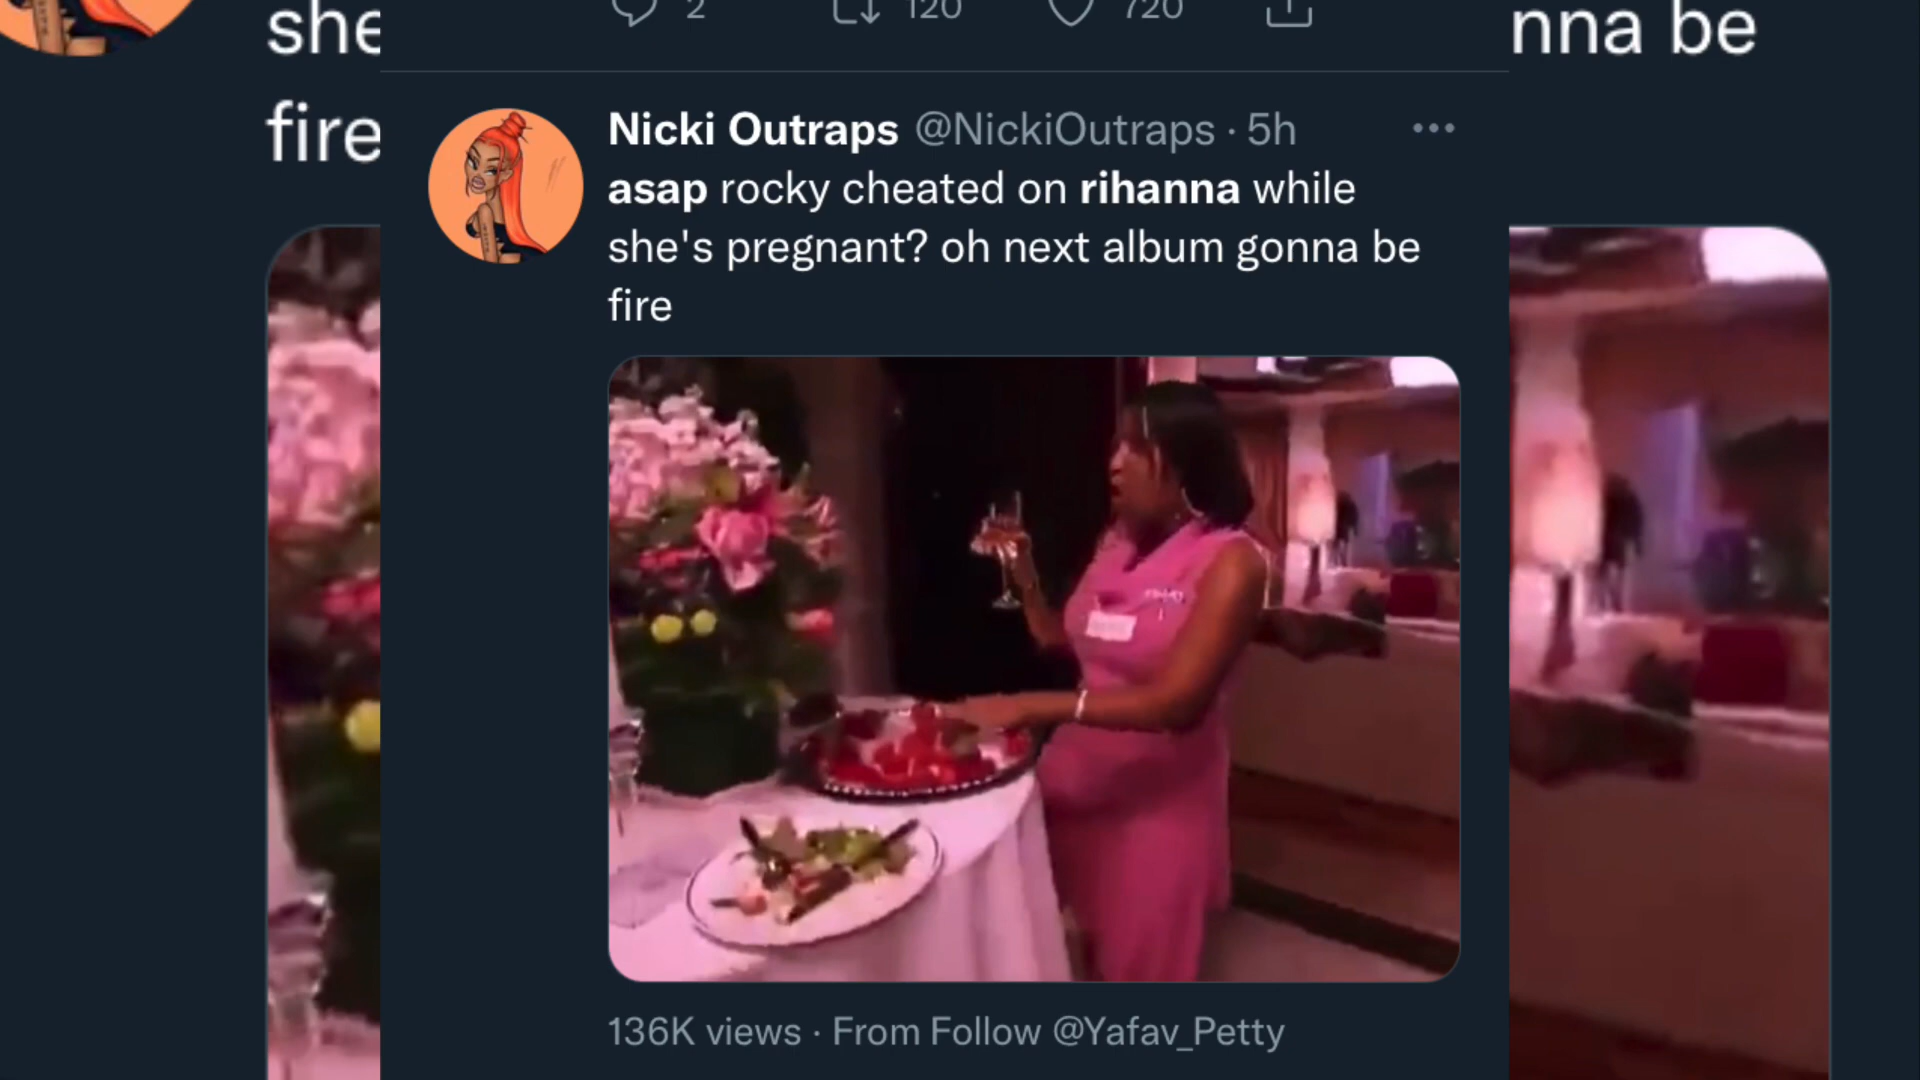 she
nna be
fire
2 120 720
Nicki Outraps @NickiOutraps · 5h
asap rocky cheated on rihanna while
she's pregnant? oh next album gonna be
fire
136K views · From Follow @Yafav_Petty